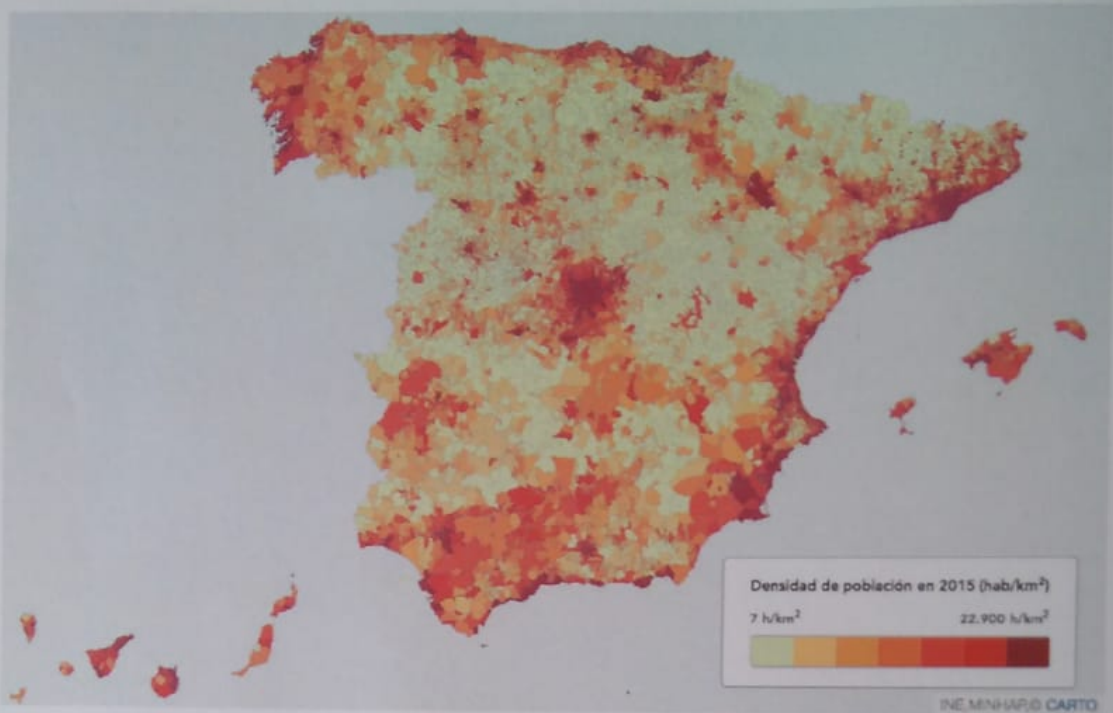 Densidad de población en 2015 (hab/km²)
7 h/km² 22.900 h/km²
INE,MINHAP,© CARTO